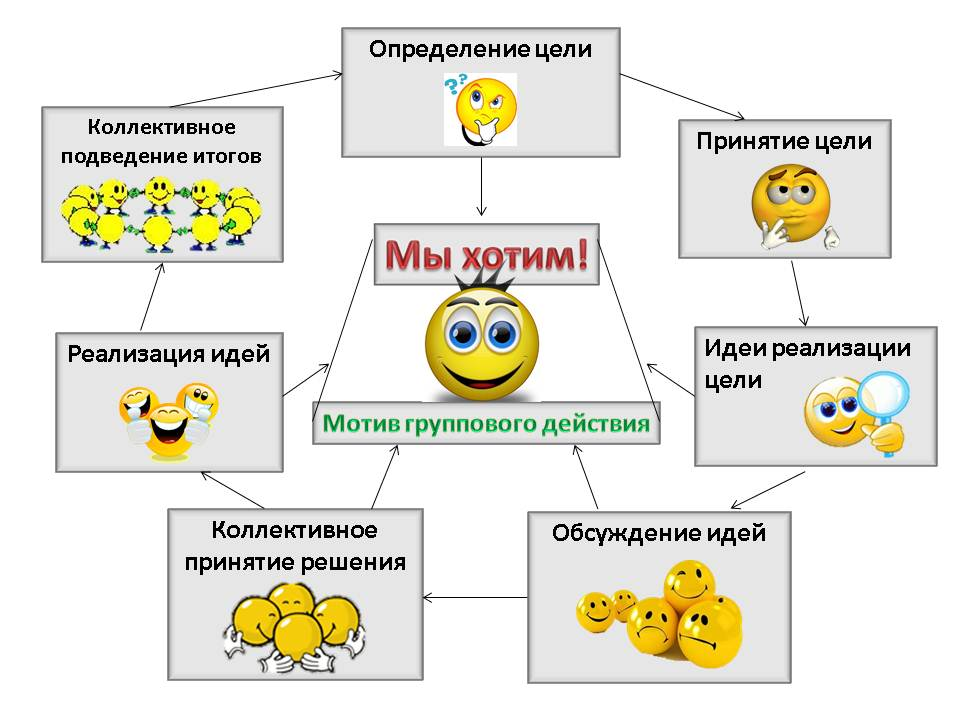 Определение цели
??
Принятие цели
Идеи реализации
цели
Обсуждение идей
Коллективное
принятие решения
Реализация идей
Коллективное
подведение итогов
Мы хотим!
Мотив группового действия